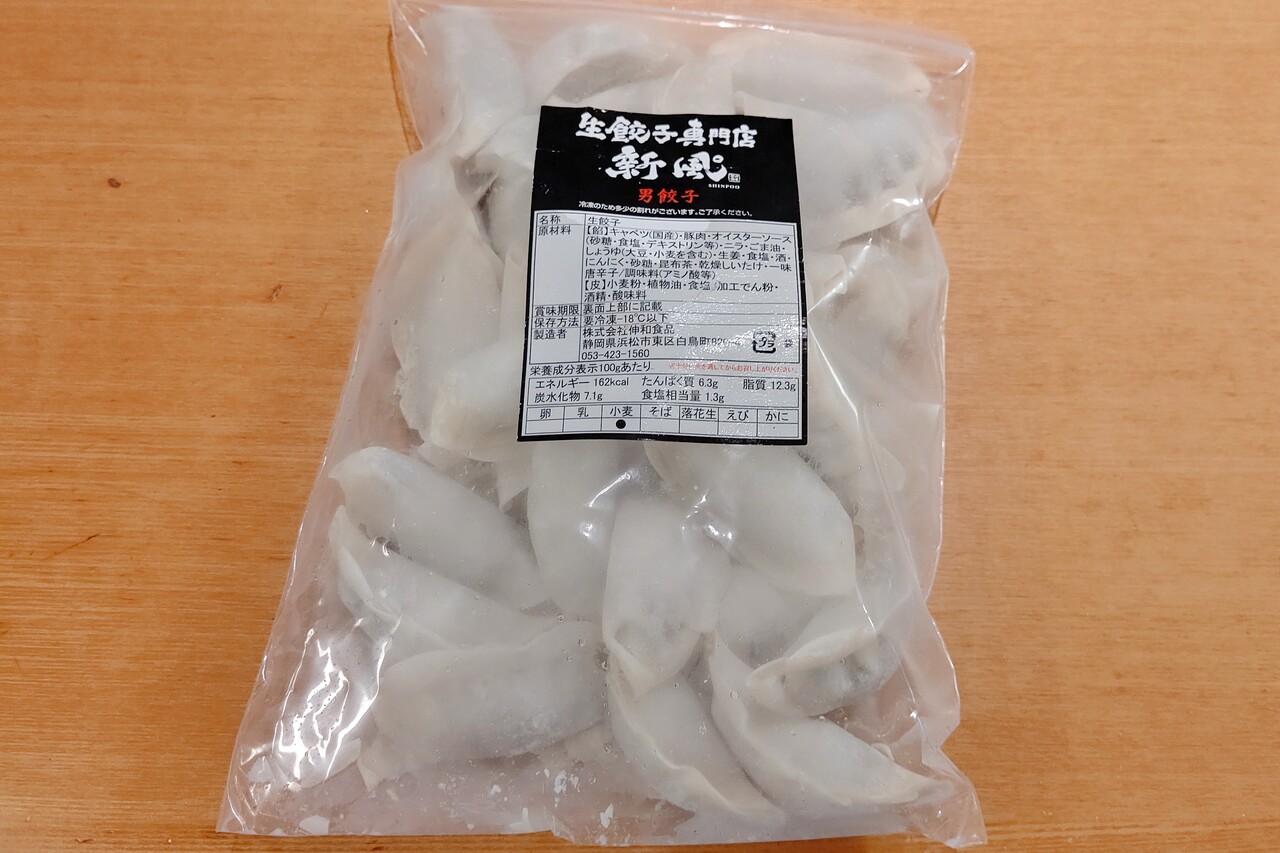 生餃子専門店
新風
SHINPOO
男餃子
冷凍のため多少の割れがございます。ご了承ください。
名称 生餃子
原材料 【餡】キャベツ(国産)・豚肉・オイスターソース
(砂糖・食塩・デキストリン等)・ニラ・ごま油・
しょうゆ(大豆・小麦を含む)・生姜・食塩・酒・
にんにく・砂糖・昆布茶・乾燥しいたけ・一味
唐辛子/調味料(アミノ酸等)
【皮】小麦粉・植物油・食塩/加工でん粉・
酒精・酸味料
賞味期限 裏面上部に記載
保存方法 要冷凍-18℃以下
製造者 株式会社伸和食品
静岡県浜松市東区白鳥町
053-423-1560
プラ 袋
栄養成分表示100gあたり
エネルギー 162kcal たんぱく質 6.3g 脂質 12.3g
炭水化物 7.1g 食塩相当量 1.3g
卵 乳 小麦 そば 落花生 えび かに
●